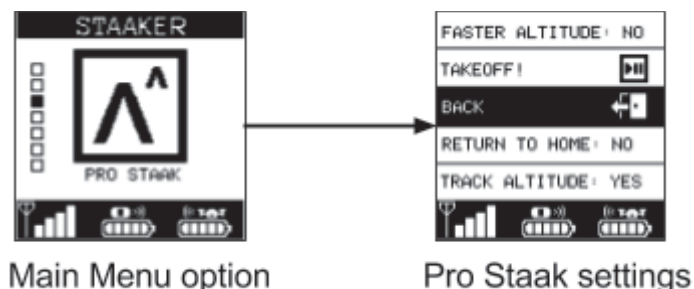 STAAKER
PRO STAAK
FASTER ALTITUDE: NO
TAKEOFF!
BACK
RETURN TO HOME: NO
TRACK ALTITUDE: YES
Main Menu option
Pro Staak settings